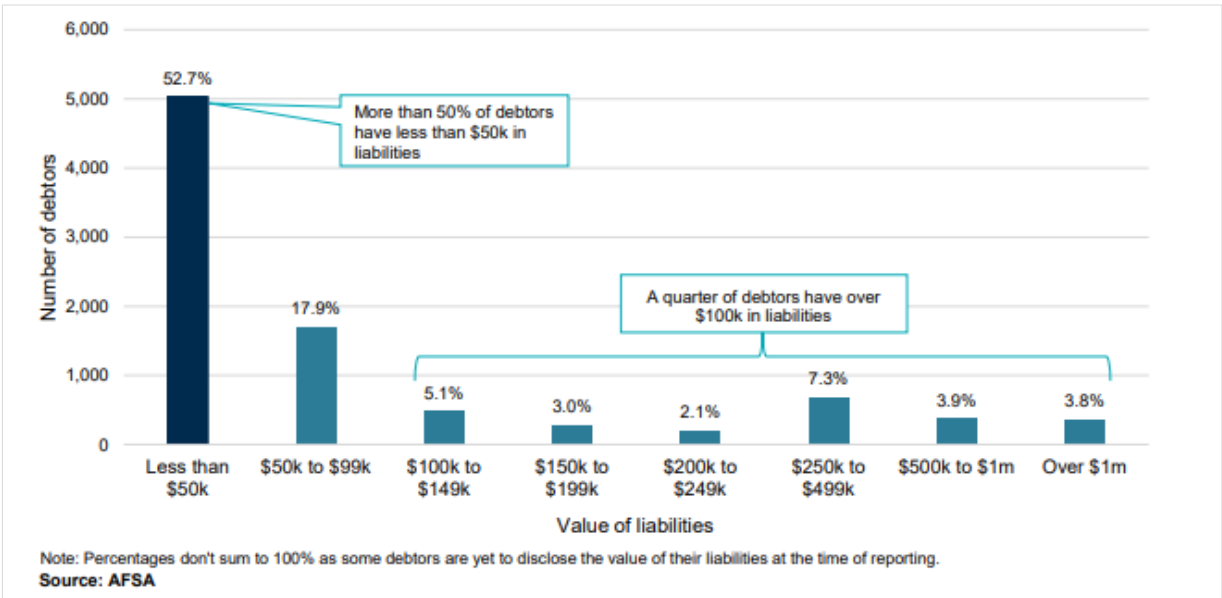 6,000
52.7%
5,000
More than 50% of debtors
have less than $50k in
liabilities
4,000
Number of debtors
3,000
A quarter of debtors have over
$100k in liabilities
2,000
17.9%
1,000
5.1%
3.0%
2.1%
7.3%
3.9%
3.8%
0
Less than
$50k
$50k to $99k
$100k to
$149k
$150k to
$199k
$200k to
$249k
$250k to
$499k
$500k to $1m
Over $1m
Value of liabilities
Note: Percentages don't sum to 100% as some debtors are yet to disclose the value of their liabilities at the time of reporting.
Source: AFSA